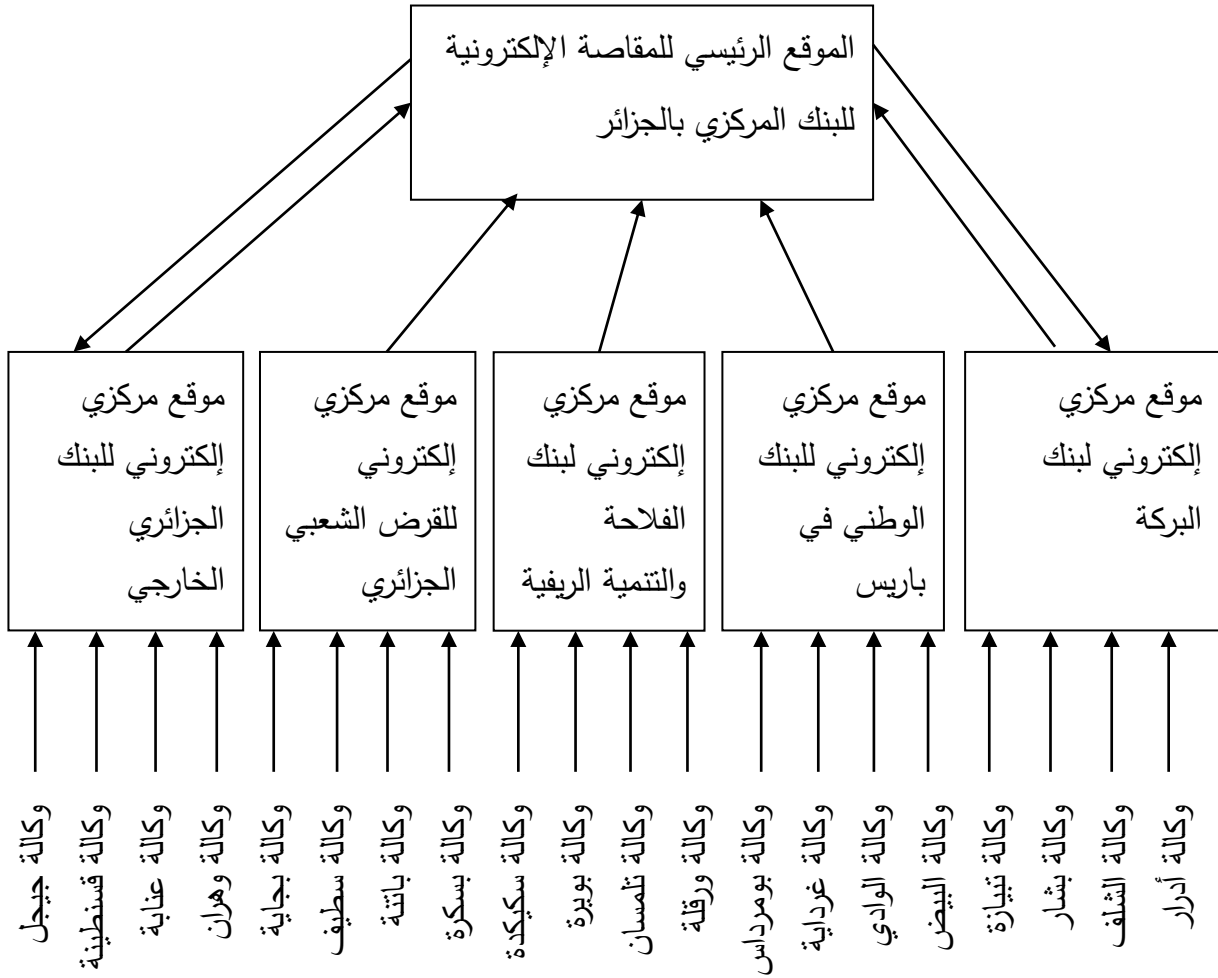 الموقع الرئيسي للمقاصة الإلكترونية
للبنك المركزي بالجزائر
موقع مركزي
إلكتروني لبنك
البركة
موقع مركزي
إلكتروني للبنك
الوطني في
باريس
موقع مركزي
إلكتروني لبنك
الفلاحة
والتنمية الريفية
موقع مركزي
إلكتروني
للقرض الشعبي
الجزائري
موقع مركزي
إلكتروني للبنك
الجزائري
الخارجي
وكالة أدرار
وكالة الشلف
وكالة بشار
وكالة تيبازة
وكالة البيض
وكالة الوادي
وكالة غرداية
وكالة بومرداس
وكالة ورقلة
وكالة تلمسان
وكالة بويرة
وكالة سكيكدة
وكالة بسكرة
وكالة باتنة
وكالة سطيف
وكالة بجاية
وكالة وهران
وكالة عنابة
وكالة قسنطينة
وكالة جيجل